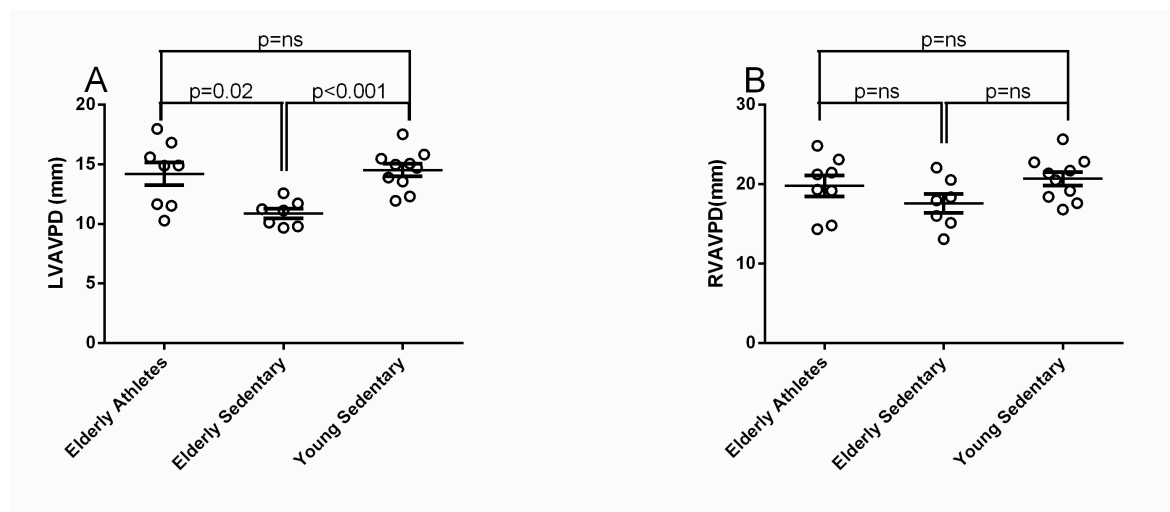 p=ns
A
p=0.02 p<0.001
20
15
10
5
0
LVAVPD (mm)
Elderly Athletes
Elderly Sedentary
Young Sedentary
p=ns
B
p=ns p=ns
30
20
10
0
RVAVPD(mm)
Elderly Athletes
Elderly Sedentary
Young Sedentary